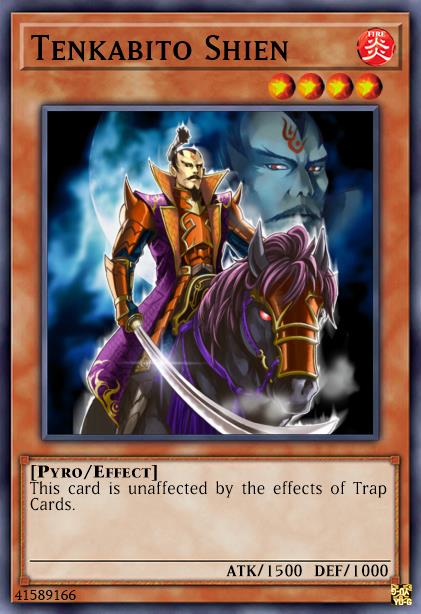 Tenkabito Shien
FIRE
炎
[Pyro/Effect]
This card is unaffected by the effects of Trap
Cards.
ATK/1500 DEF/1000
41589166